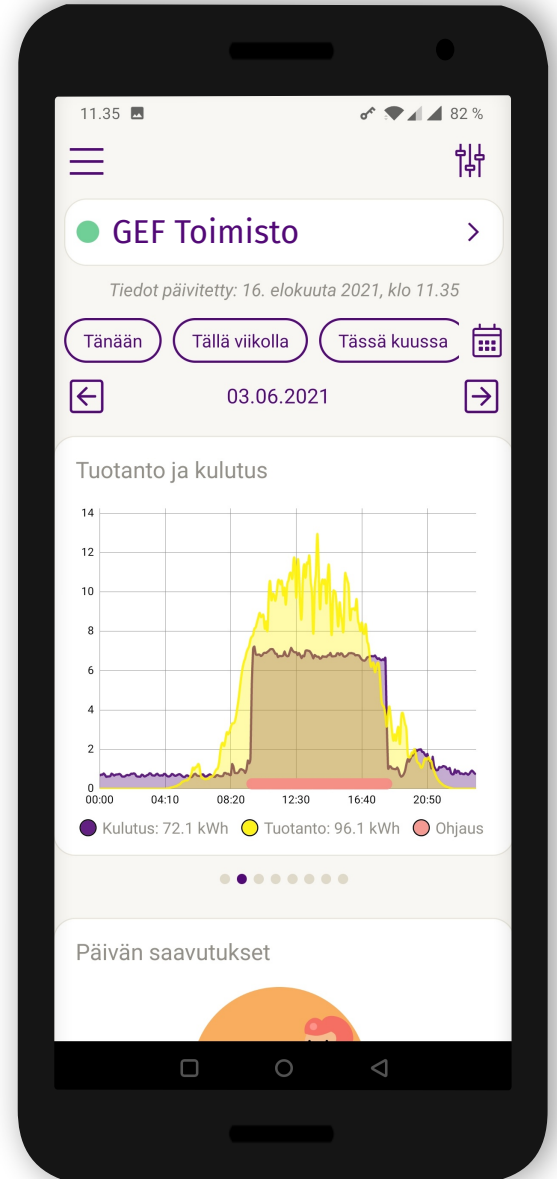 11.35 82 %
GEF Toimisto
Tiedot päivitetty: 16. elokuuta 2021, klo 11.35
Tänään Tällä viikolla Tässä kuussa
03.06.2021
Tuotanto ja kulutus
14
12
10
8
6
4
2
0
00:00 04:10 08:20 12:30 16:40 20:50
Kulutus: 72.1 kWh Tuotanto: 96.1 kWh Ohjaus
Päivän saavutukset